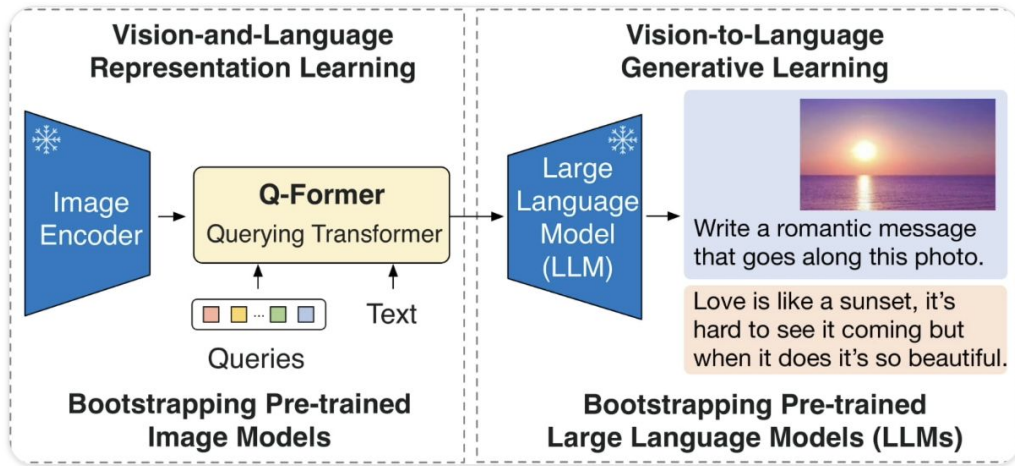 Vision-and-Language
Representation Learning
Image
Encoder
Q-Former
Querying Transformer
...
Queries
Text
Bootstrapping Pre-trained
Image Models
Vision-to-Language
Generative Learning
Large
Language
Model
(LLM)
Write a romantic message
that goes along this photo.
Love is like a sunset, it's
hard to see it coming but
when it does it's so beautiful.
Bootstrapping Pre-trained
Large Language Models (LLMs)